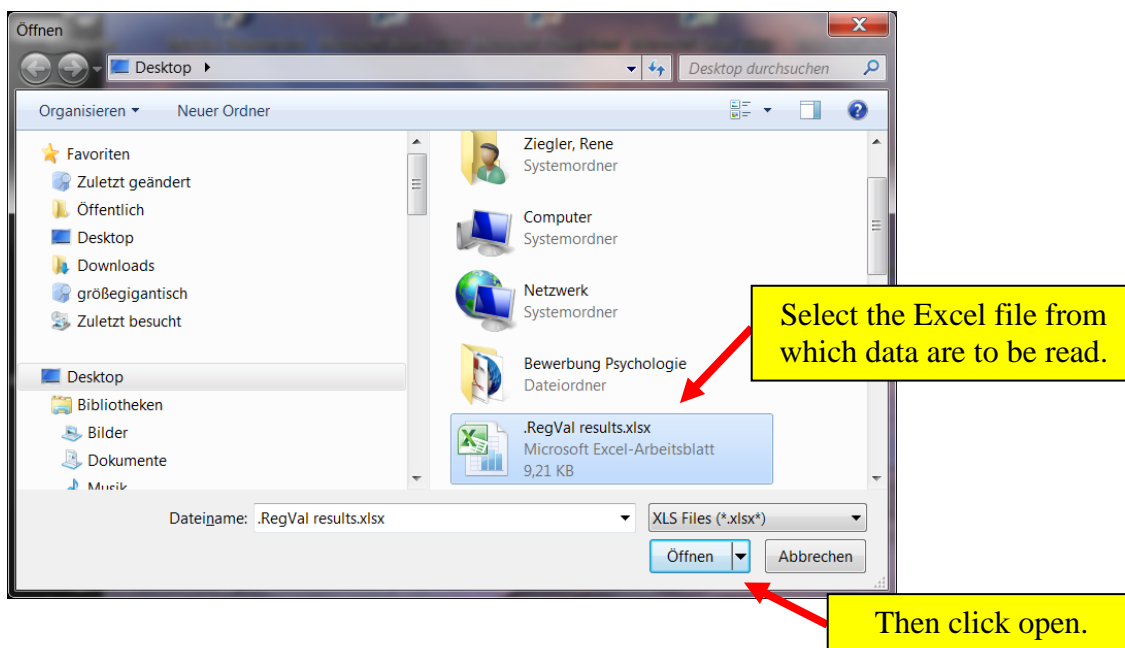 Öffnen
Desktop
Desktop durchsuchen
Organisieren
Neuer Ordner
Favoriten
Zuletzt geändert
Öffentlich
Desktop
Downloads
größegigantisch
Zuletzt besucht
Desktop
Bibliotheken
Bilder
Dokumente
Musik
Ziegler, Rene
Systemordner
Computer
Systemordner
Netzwerk
Systemordner
Bewerbung Psychologie
Dateiordner
.RegVal results.xlsx
Microsoft Excel-Arbeitsblatt
9,21 KB
Select the Excel file from
which data are to be read.
Dateiname: .RegVal results.xlsx
XLS Files (*.xlsx*)
Öffnen
Abbrechen
Then click open.